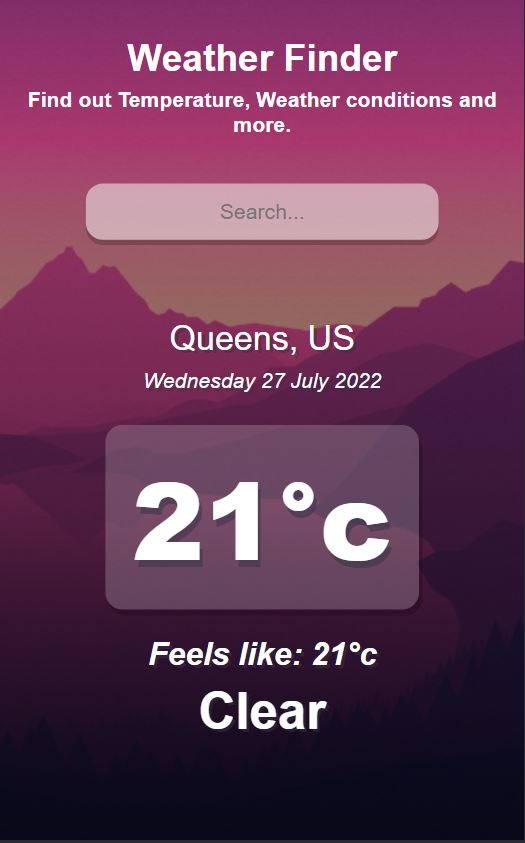 Weather Finder
Find out Temperature, Weather conditions and
more.
Search...
Queens, US
Wednesday 27 July 2022
21°c
Feels like: 21°c
Clear